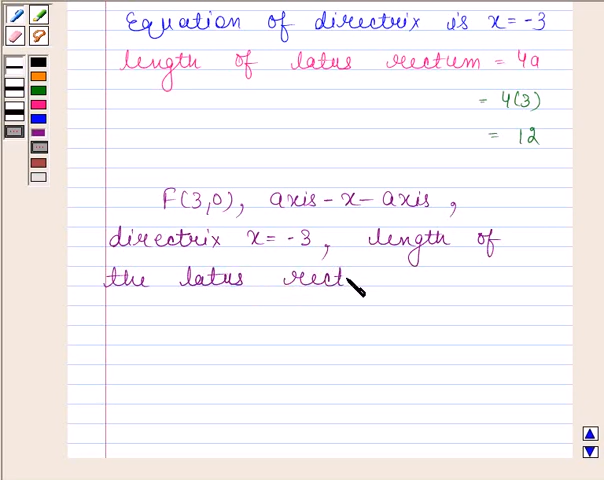 Equation of directrix is x = -3
length of latus rectum = 4a
= 4(3)
= 12
F(3,0), axis - x - axis,
directrix x = -3, length of
the latus rect